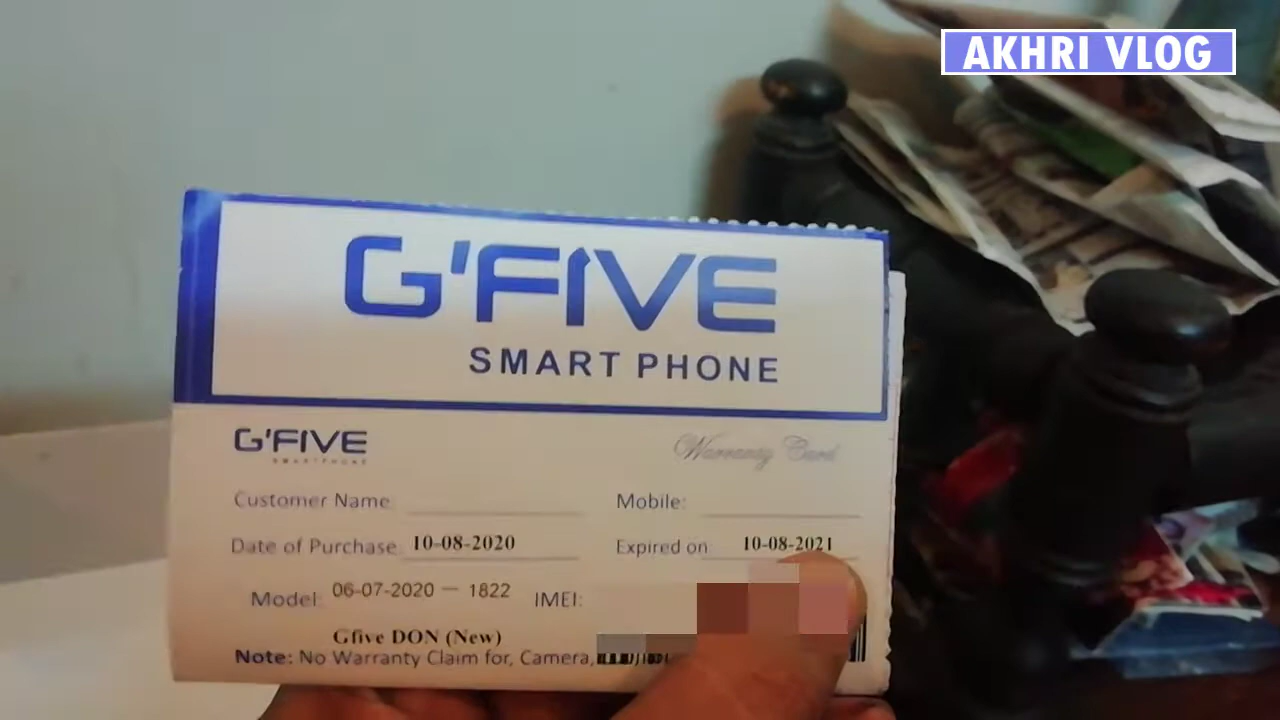 AKHRI VLOG
G'FIVE
SMART PHONE
G'FIVE
SMARTPHONE
Warranty Card
Customer Name: Mobile:
Date of Purchase: 10-08-2020 Expired on 10-08-2021
Model: 06-07-2020 — 1822 IMEI:
Gfive DON (New)
Note: No Warranty Claim for, Camera,